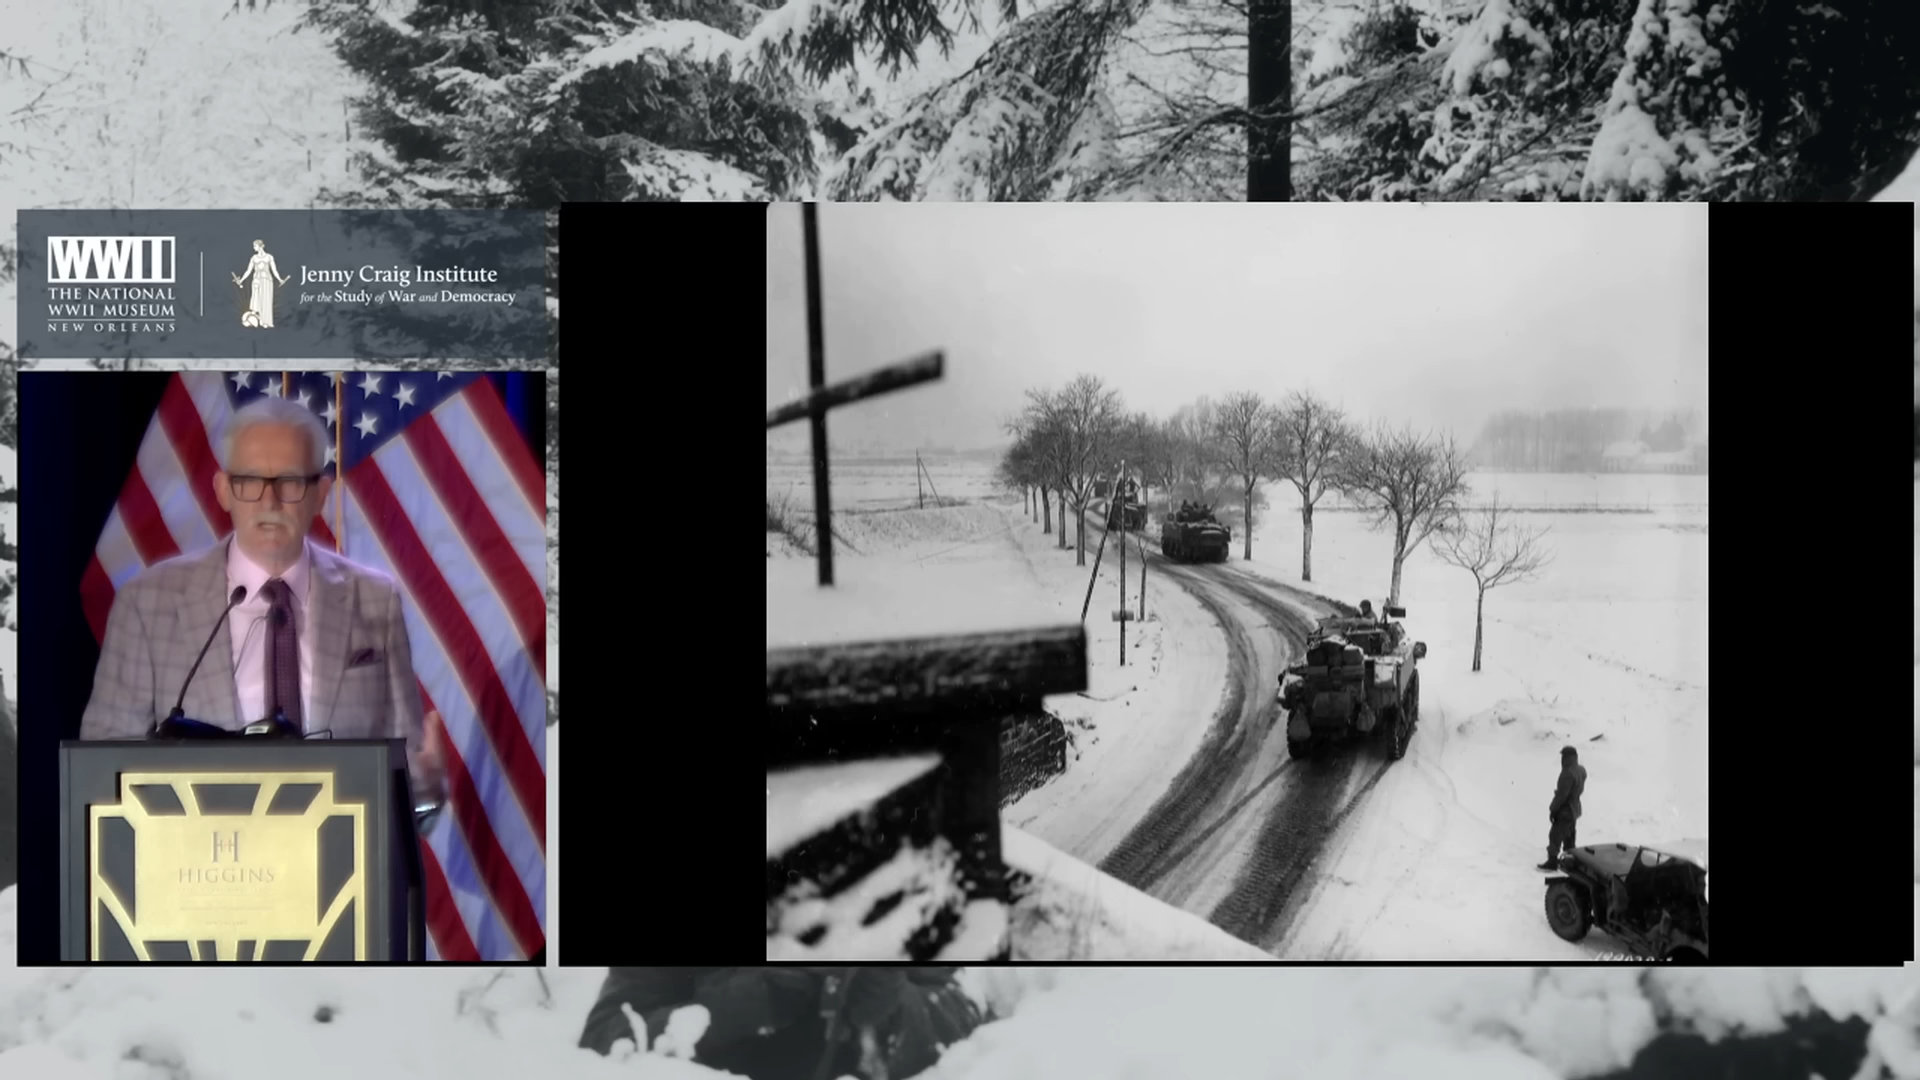 WWII
THE NATIONAL
WWII MUSEUM
NEW ORLEANS
Jenny Craig Institute
for the Study of War and Democracy
H
HIGGINS